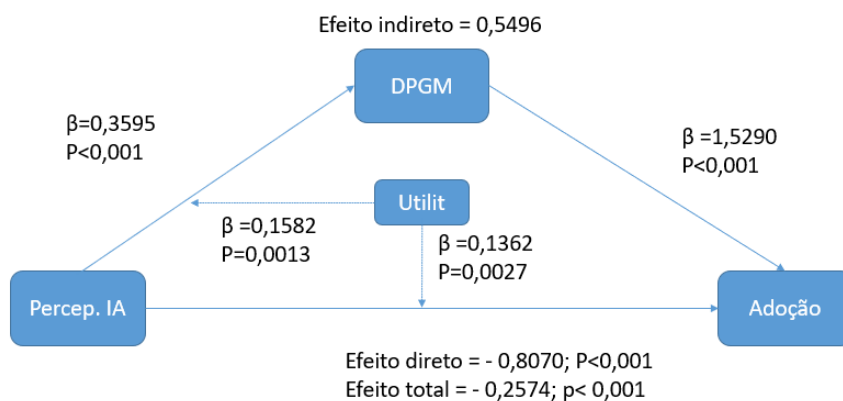 Efeito indireto = 0,5496
DPGM
β=0,3595
P<0,001
β =1,5290
P<0,001
Utilit
β =0,1582
P=0,0013
β =0,1362
P=0,0027
Percep. IA
Adoção
Efeito direto = - 0,8070; P<0,001
Efeito total = - 0,2574; p< 0,001